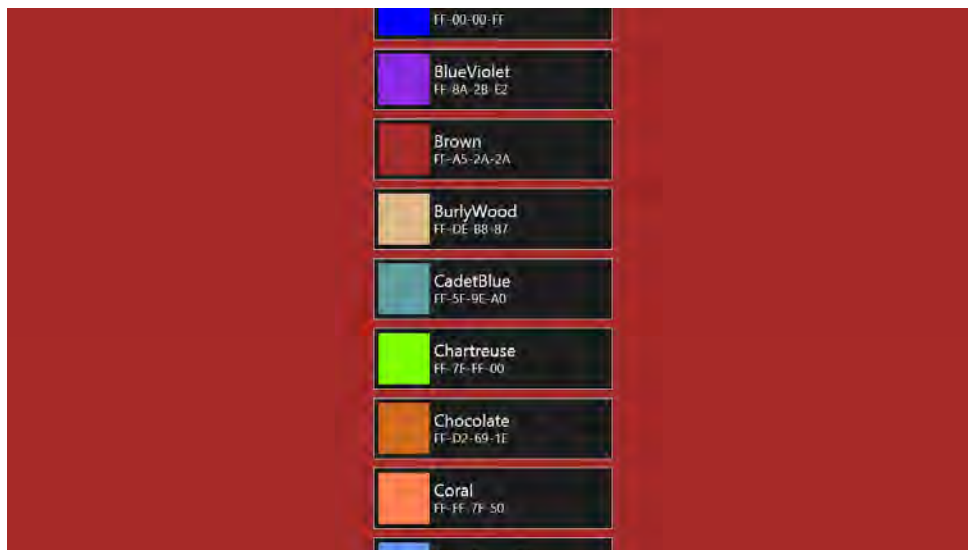 FF-00-00-FF
BlueViolet
FF-8A-2B-E2
Brown
FF-A5-2A-2A
BurlyWood
FF-DE-B8-87
CadetBlue
FF-5F-9E-A0
Chartreuse
FF-7F-FF-00
Chocolate
FF-D2-69-1E
Coral
FF-FF-7F-50